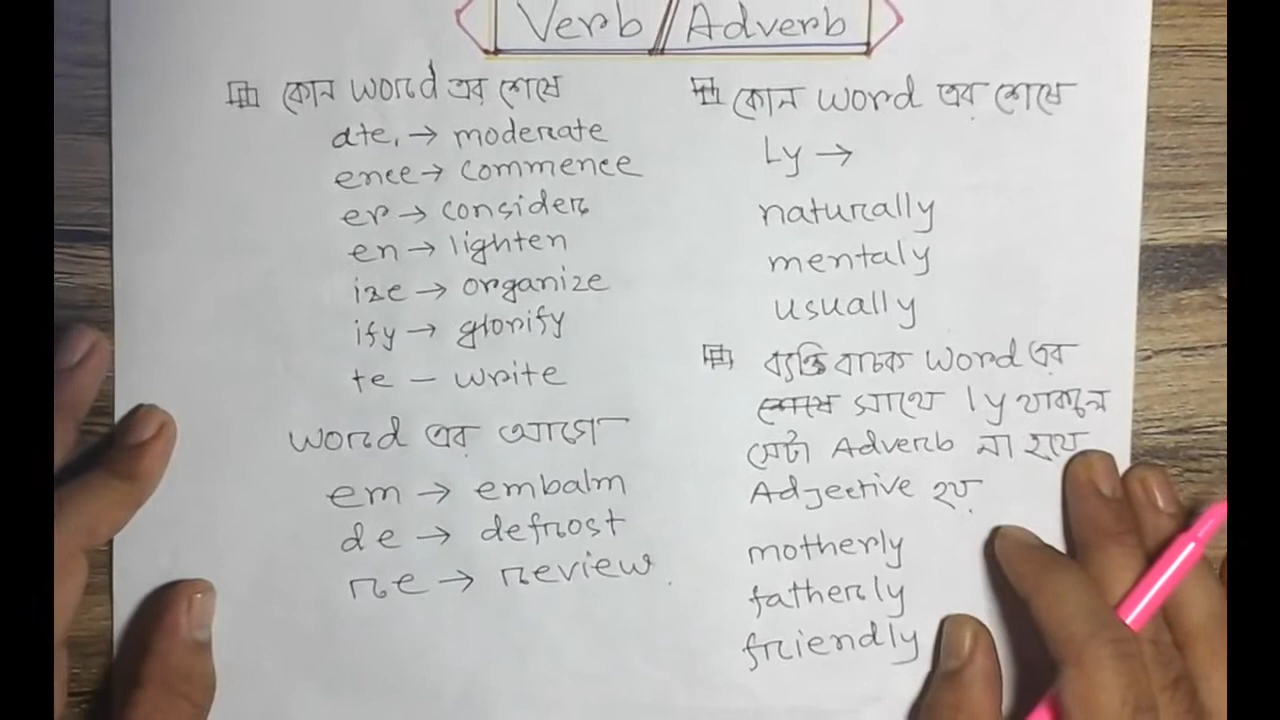 Verb // Adverb
কোন word এর শেষে
ate, → moderate
ence → commence
er → consider
en → lighten
ize → organize
ify → glorify
te – write
word এর আগে
em → embalm
de → defrost
re → review.
কোন word এর শেষে
Ly →
naturally
mentaly
usually
ব্যক্তি বাচক word এর
শেষে সাথে ly থাকলে
সেটা Adverb না হয়ে
Adjective হয়
motherly
fatherly
friendly